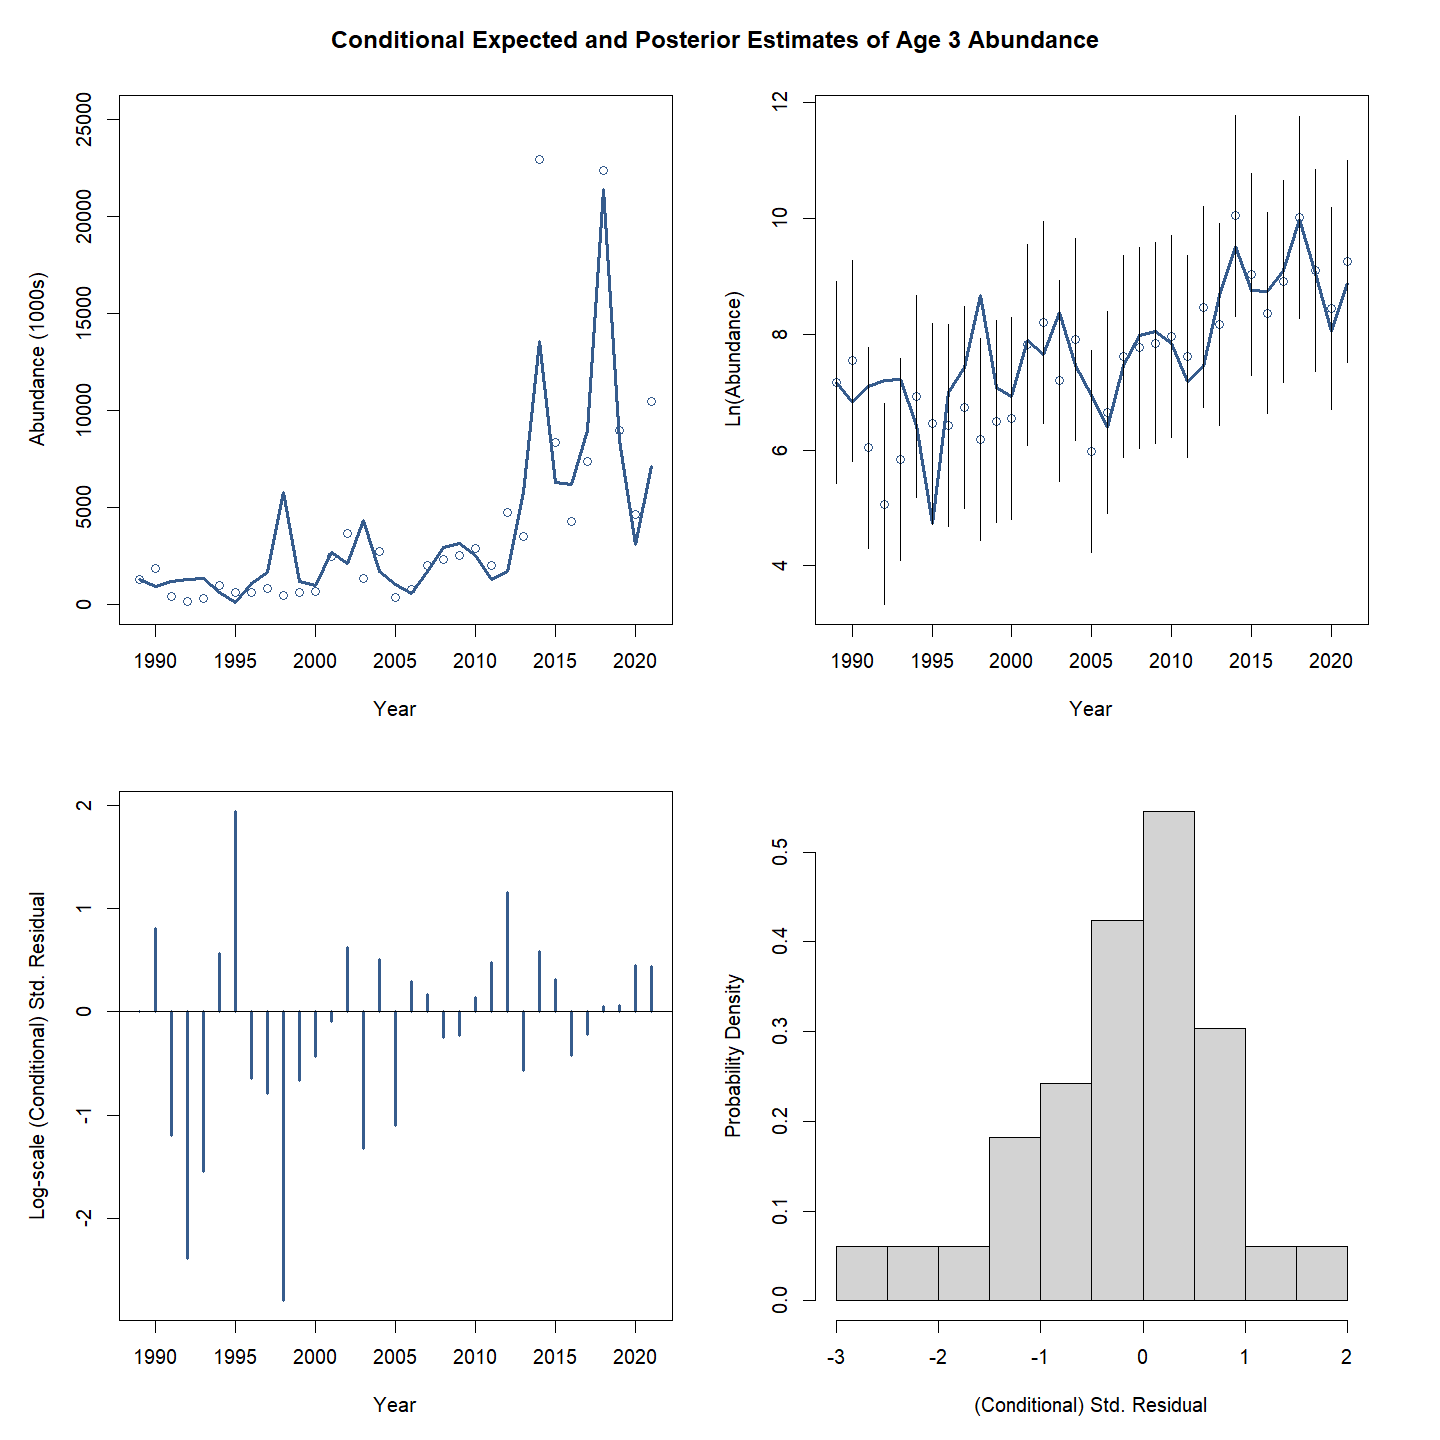 Conditional Expected and Posterior Estimates of Age 3 Abundance
Abundance (1000s)
25000
20000
15000
10000
5000
0
1990 1995 2000 2005 2010 2015 2020
Year
Ln(Abundance)
12
10
8
6
4
1990 1995 2000 2005 2010 2015 2020
Year
Log-scale (Conditional) Std. Residual
2
1
0
-1
-2
1990 1995 2000 2005 2010 2015 2020
Year
Probability Density
0.5
0.4
0.3
0.2
0.1
0.0
-3 -2 -1 0 1 2
(Conditional) Std. Residual